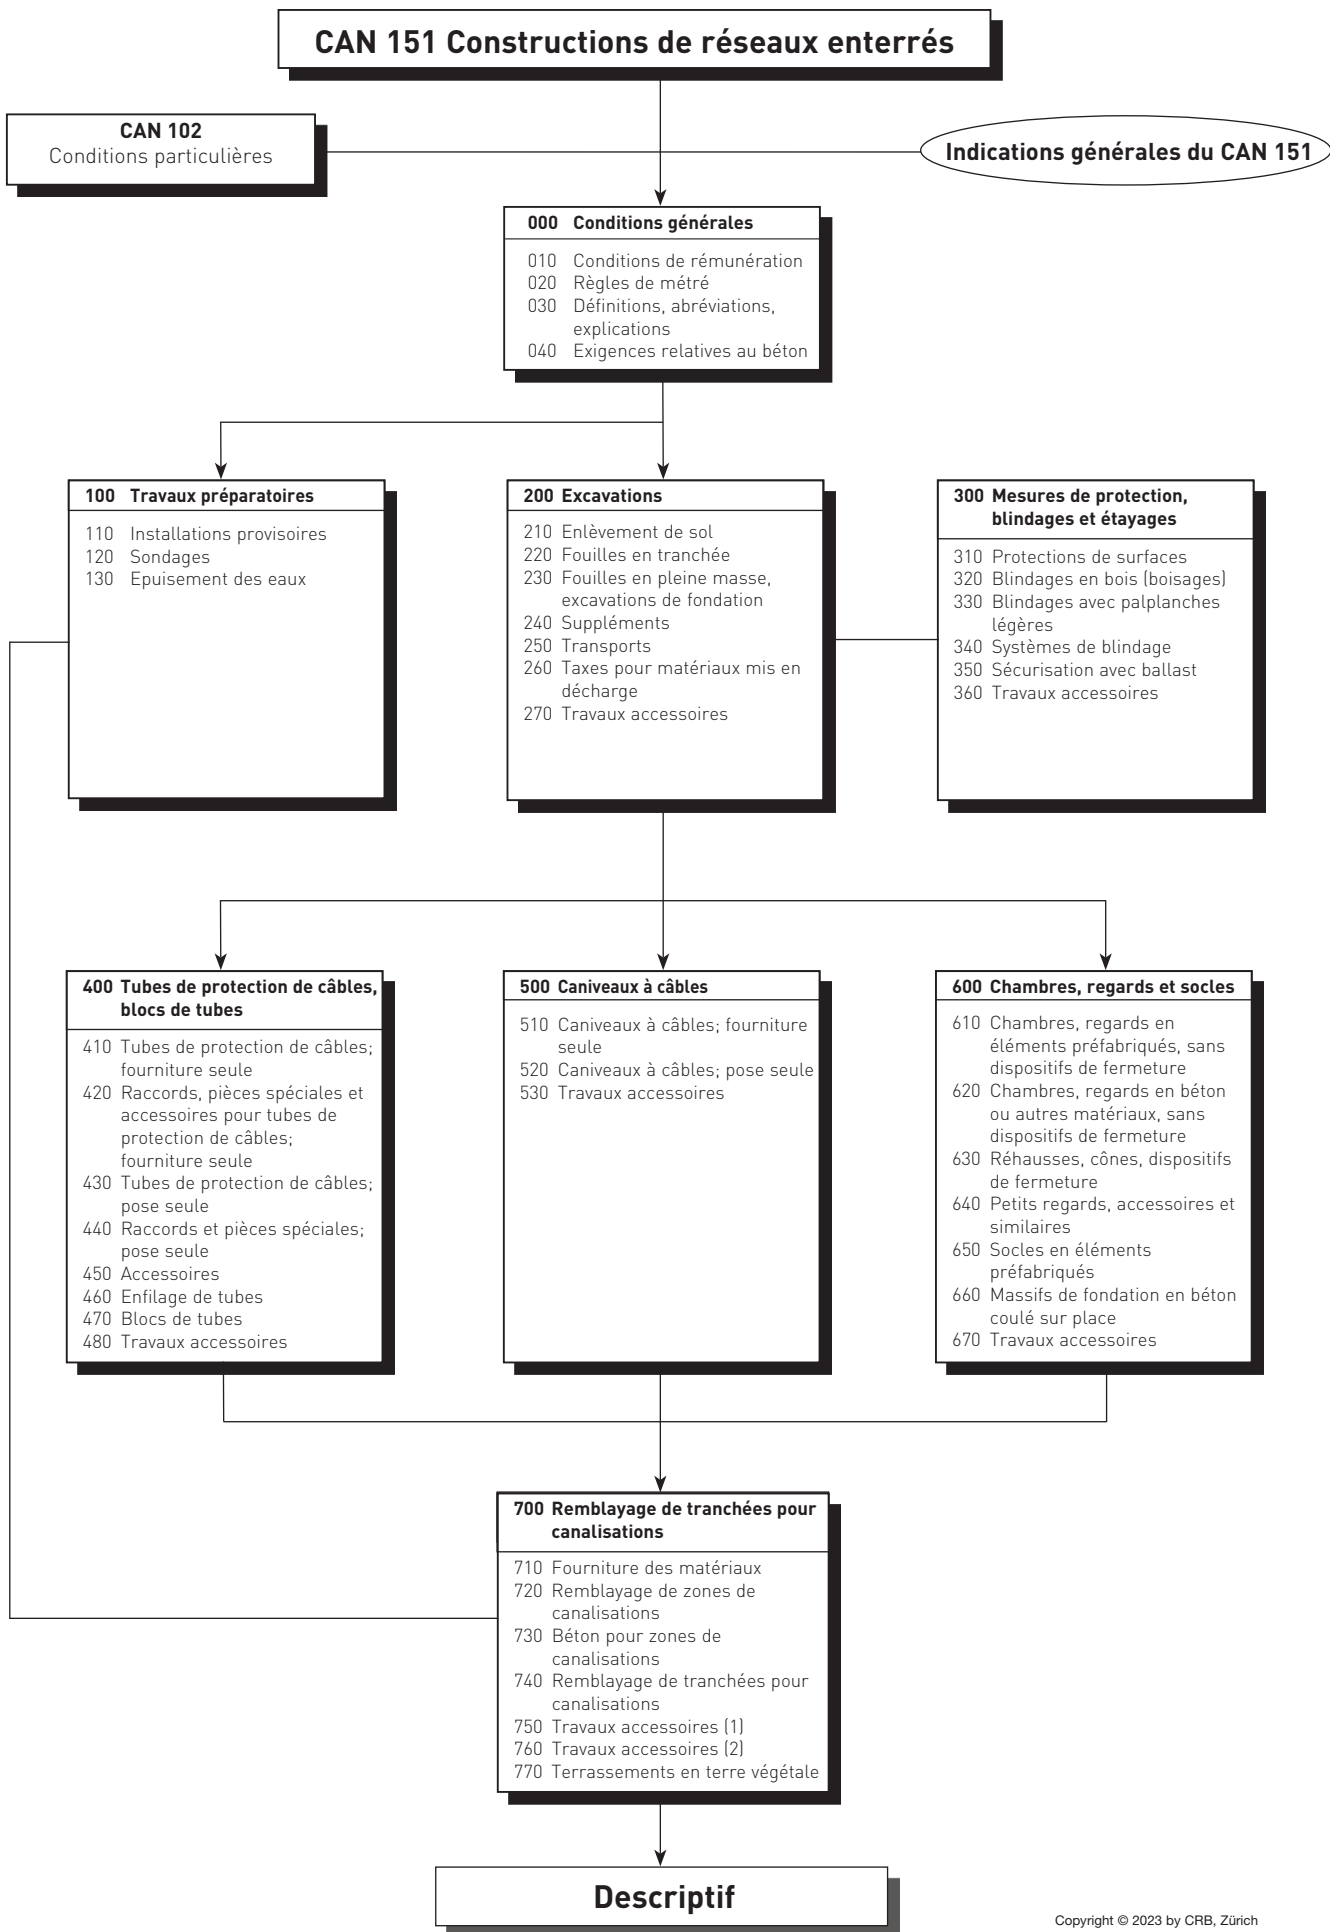 CAN 151 Constructions de réseaux enterrés
CAN 102
Conditions particulières
Indications générales du CAN 151
000 Conditions générales
010 Conditions de rémunération
020 Règles de métré
030 Définitions, abréviations,
explications
040 Exigences relatives au béton
100 Travaux préparatoires
110 Installations provisoires
120 Sondages
130 Epuisement des eaux
200 Excavations
210 Enlèvement de sol
220 Fouilles en tranchée
230 Fouilles en pleine masse,
excavations de fondation
240 Suppléments
250 Transports
260 Taxes pour matériaux mis en
décharge
270 Travaux accessoires
300 Mesures de protection,
blindages et étayages
310 Protections de surfaces
320 Blindages en bois (boisages)
330 Blindages avec palplanches
légères
340 Systèmes de blindage
350 Sécurisation avec ballast
360 Travaux accessoires
400 Tubes de protection de câbles,
blocs de tubes
410 Tubes de protection de câbles;
fourniture seule
420 Raccords, pièces spéciales et
accessoires pour tubes de
protection de câbles;
fourniture seule
430 Tubes de protection de câbles;
pose seule
440 Raccords et pièces spéciales;
pose seule
450 Accessoires
460 Enfilage de tubes
470 Blocs de tubes
480 Travaux accessoires
500 Caniveaux à câbles
510 Caniveaux à câbles; fourniture
seule
520 Caniveaux à câbles; pose seule
530 Travaux accessoires
600 Chambres, regards et socles
610 Chambres, regards en
éléments préfabriqués, sans
dispositifs de fermeture
620 Chambres, regards en béton
ou autres matériaux, sans
dispositifs de fermeture
630 Réhausses, cônes, dispositifs
de fermeture
640 Petits regards, accessoires et
similaires
650 Socles en éléments
préfabriqués
660 Massifs de fondation en béton
coulé sur place
670 Travaux accessoires
700 Remblayage de tranchées pour
canalisations
710 Fourniture des matériaux
720 Remblayage de zones de
canalisations
730 Béton pour zones de
canalisations
740 Remblayage de tranchées pour
canalisations
750 Travaux accessoires (1)
760 Travaux accessoires (2)
770 Terrassements en terre végétale
Descriptif
Copyright © 2023 by CRB, Zürich